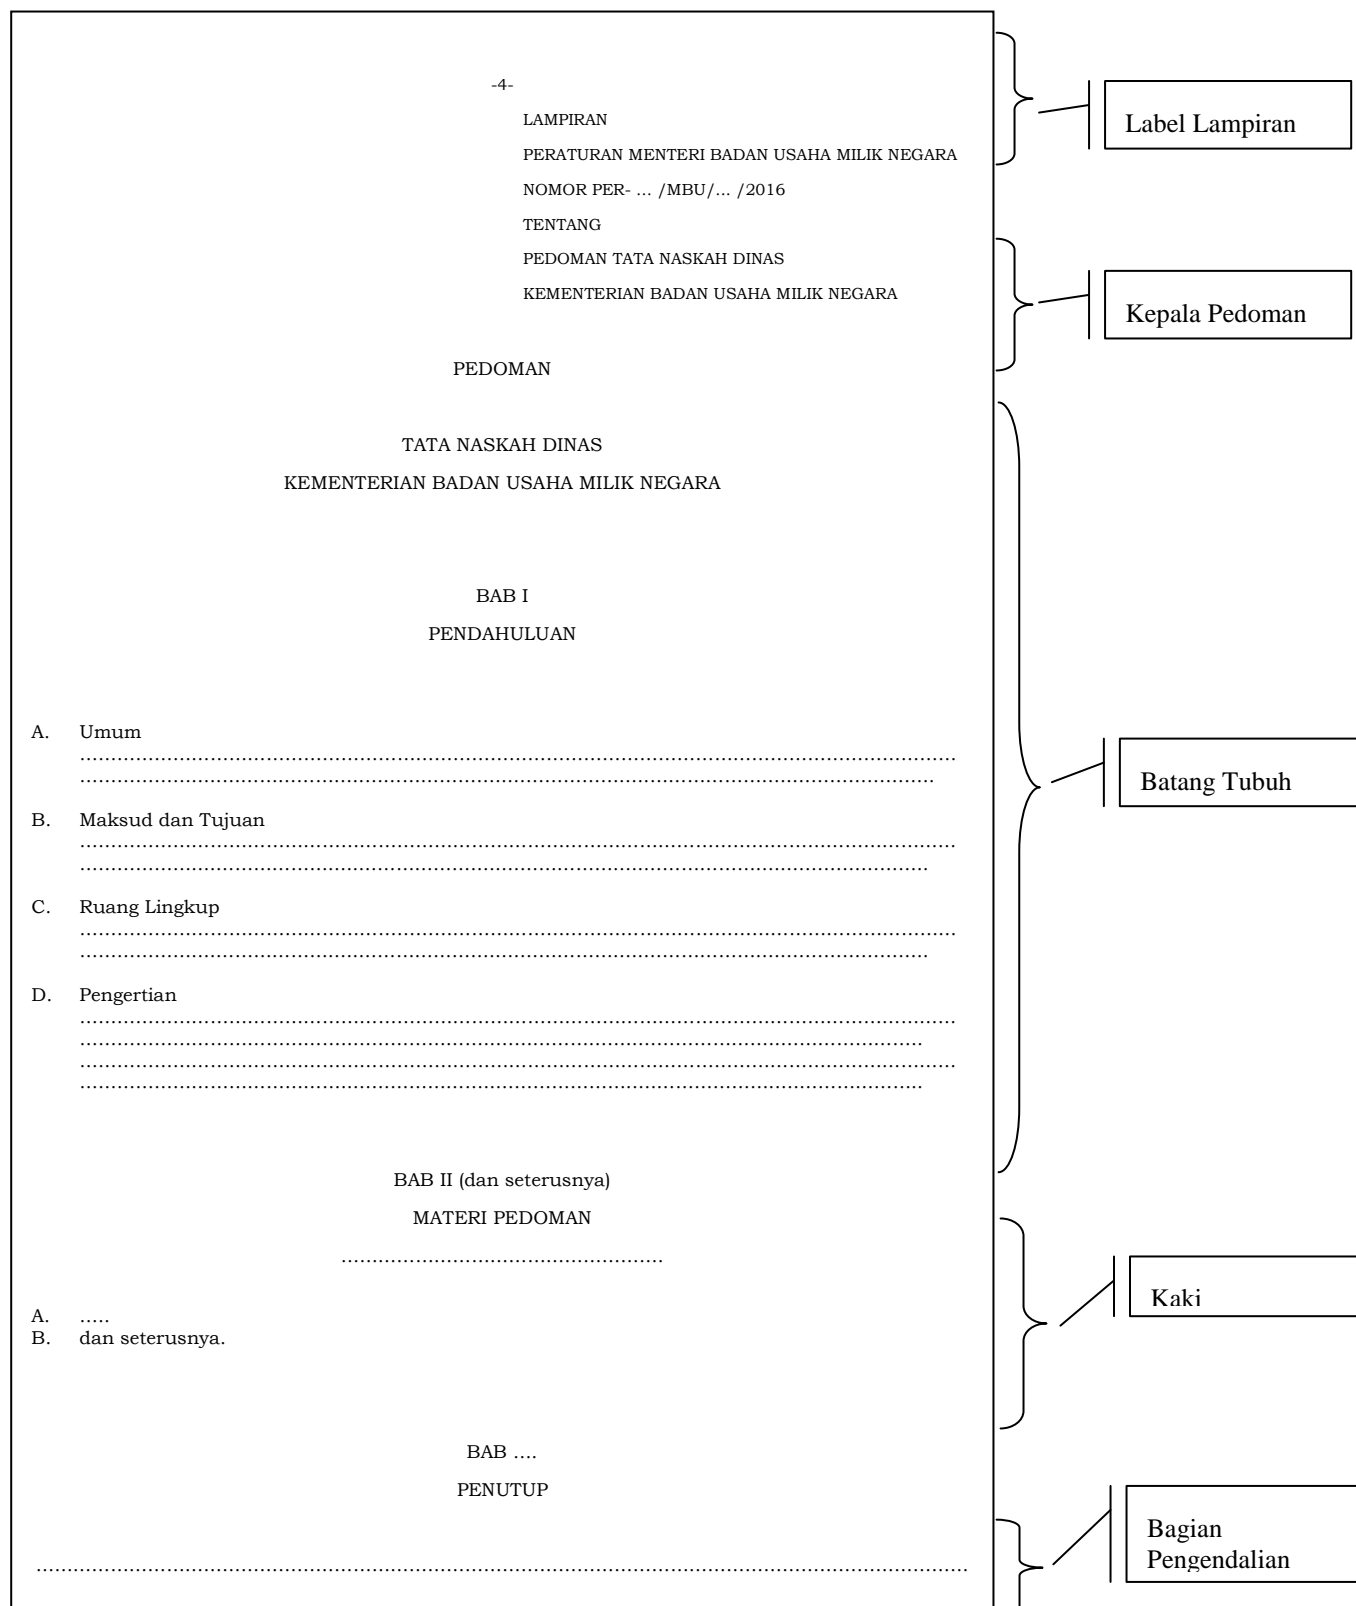 -4-
LAMPIRAN
PERATURAN MENTERI BADAN USAHA MILIK NEGARA
NOMOR PER- ... /MBU/... /2016
TENTANG
PEDOMAN TATA NASKAH DINAS
KEMENTERIAN BADAN USAHA MILIK NEGARA
Label Lampiran
Kepala Pedoman
PEDOMAN
TATA NASKAH DINAS
KEMENTERIAN BADAN USAHA MILIK NEGARA
BAB I
PENDAHULUAN
A. Umum
..............................................................................................................................................
..........................................................................................................................................
B. Maksud dan Tujuan
..............................................................................................................................................
.........................................................................................................................................
C. Ruang Lingkup
..............................................................................................................................................
.........................................................................................................................................
D. Pengertian
..............................................................................................................................................
........................................................................................................................................
..............................................................................................................................................
........................................................................................................................................
Batang Tubuh
BAB II (dan seterusnya)
MATERI PEDOMAN
....................................................
A. .....
B. dan seterusnya.
Kaki
BAB ....
PENUTUP
.......................................................................................................................................................
Bagian
Pengendalian